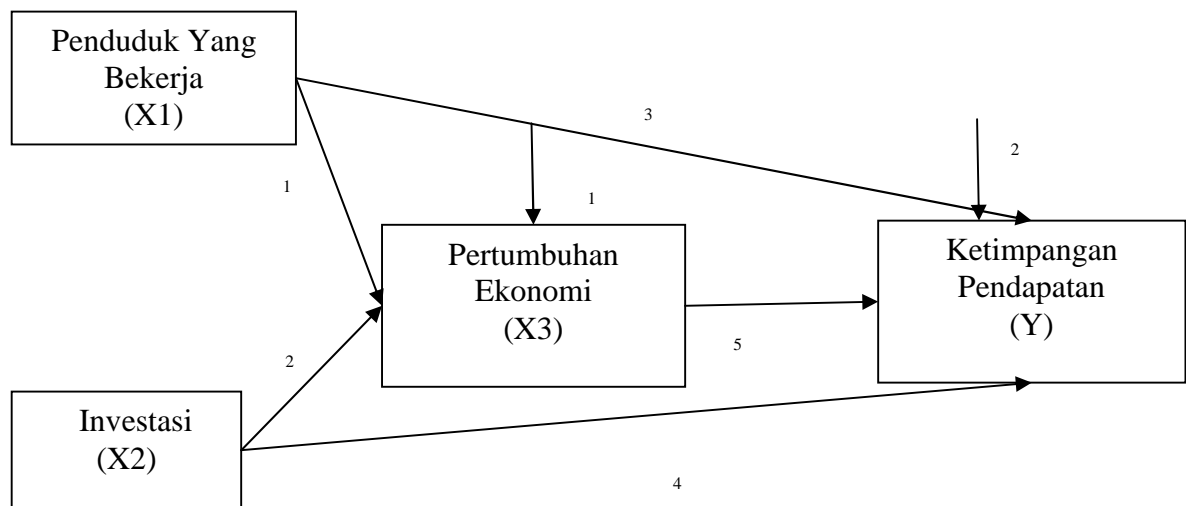 Penduduk Yang
Bekerja
(X1)
3
2
1
1
Pertumbuhan
Ekonomi
(X3)
Ketimpangan
Pendapatan
(Y)
5
2
Investasi
(X2)
4